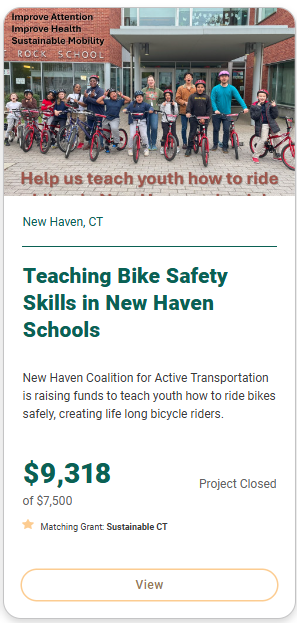 Improve Attention
Improve Health
Sustainable Mobility
ROCK SCHOOL
Help us teach youth how to ride
New Haven, CT
Teaching Bike Safety
Skills in New Haven
Schools
New Haven Coalition for Active Transportation
is raising funds to teach youth how to ride bikes
safely, creating life long bicycle riders.
$9,318
Project Closed
of $7,500
Matching Grant: Sustainable CT
View